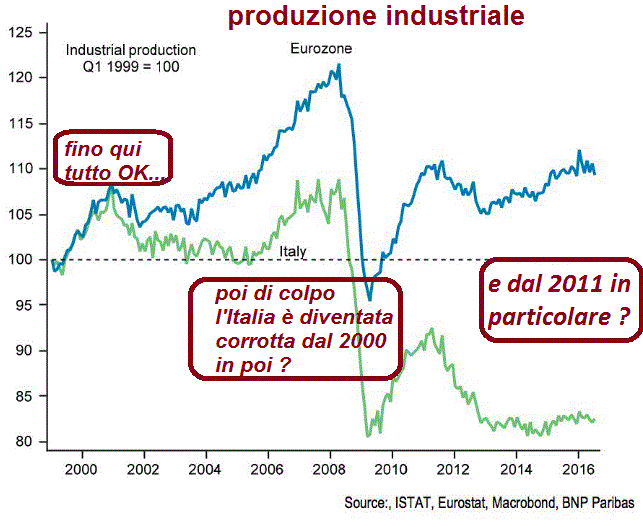 produzione industriale
125
120
115
110
105
100
95
90
85
80
Industrial production
Q1 1999 = 100
Eurozone
fino qui
tutto OK...
Italy
poi di colpo
l'Italia è diventata
corrotta dal 2000
in poi ?
e dal 2011 in
particolare ?
2000 2002 2004 2006 2008 2010 2012 2014 2016
Source:, ISTAT, Eurostat, Macrobond, BNP Paribas